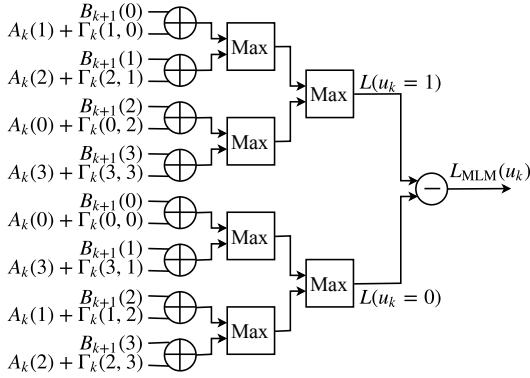 B_{k+1}(0)
A_k(1) + Γ_k(1, 0)
B_{k+1}(1)
A_k(2) + Γ_k(2, 1)
B_{k+1}(2)
A_k(0) + Γ_k(0, 2)
B_{k+1}(3)
A_k(3) + Γ_k(3, 3)
B_{k+1}(0)
A_k(0) + Γ_k(0, 0)
B_{k+1}(1)
A_k(3) + Γ_k(3, 1)
B_{k+1}(2)
A_k(1) + Γ_k(1, 2)
B_{k+1}(3)
A_k(2) + Γ_k(2, 3)
Max
Max
Max
Max
Max
Max
L(u_k = 1)
L(u_k = 0)
L_{MLM}(u_k)